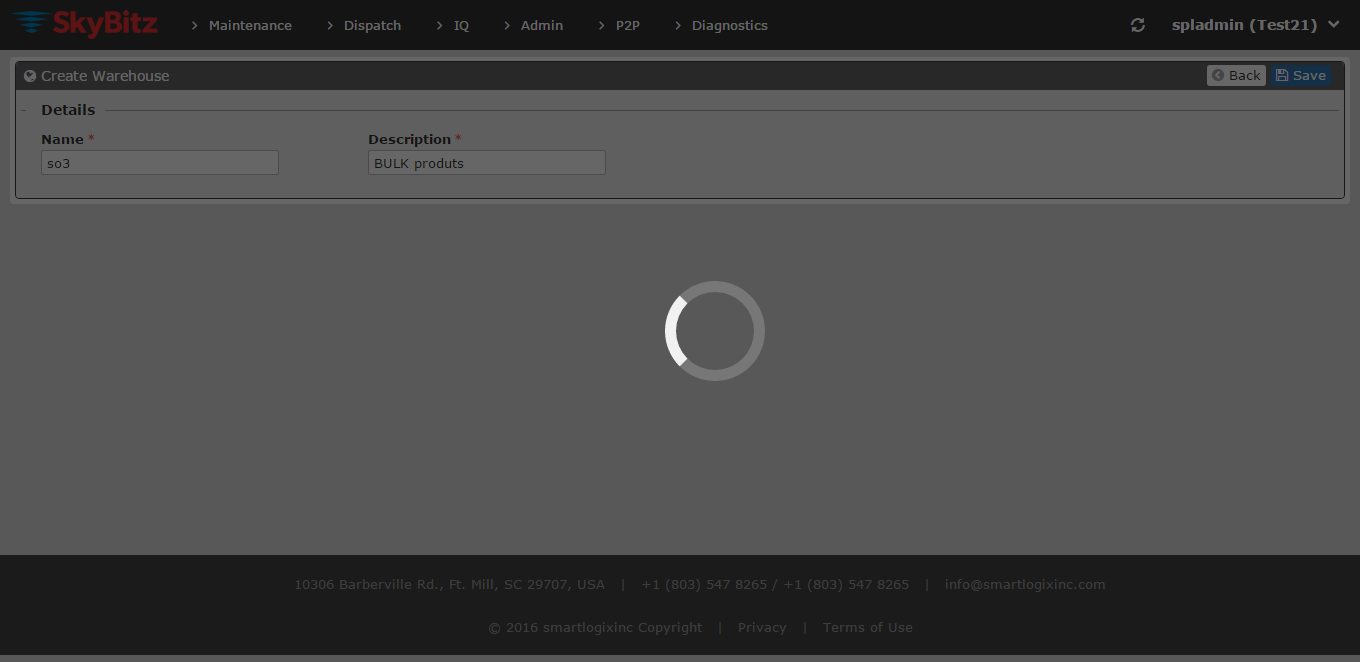 SkyBitz Maintenance Dispatch IQ Admin P2P Diagnostics spladmin (Test21)
Create Warehouse Back Save
Details
Name * Description *
so3 BULK produts
10306 Barberville Rd., Ft. Mill, SC 29707, USA | +1 (803) 547 8265 / +1 (803) 547 8265 | info@smartlogixinc.com
© 2016 smartlogixinc Copyright | Privacy | Terms of Use